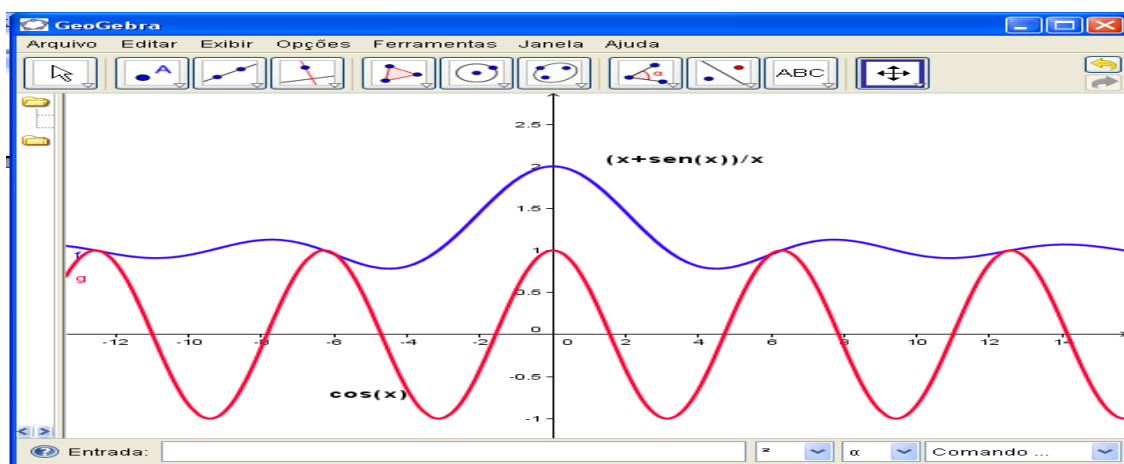 GeoGebra
Arquivo Editar Exibir Opções Ferramentas Janela Ajuda
A α ABC
2.5
(x+sen(x))/x
2
1.5
f
1
g
0.5
0
-12 -10 -8 -6 -4 -2 0 2 4 6 8 10 12 14
-0.5
cos(x)
-1
Entrada: ² α Comando ...